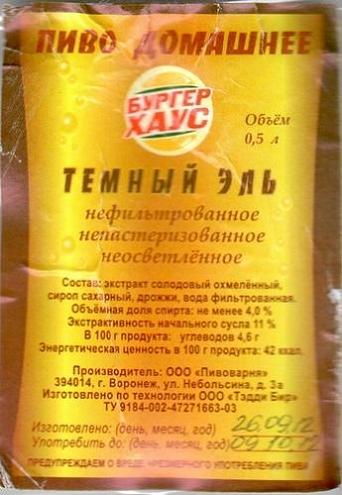 ПИВО ДОМАШНЕЕ
БУРГЕР
ХАУС
Объём
0,5 л
ТЕМНЫЙ ЭЛЬ
нефильтрованное
непастеризованное
неосветлённое
Состав: экстракт солодовый охмелённый,
сироп сахарный, дрожжи, вода фильтрованная.
Объёмная доля спирта: не менее 4,0 %
Экстрактивность начального сусла 11 %
В 100 г продукта: углеводов 4,6 г
Энергетическая ценность в 100 г продукта: 42 ккал.
Производитель: ООО «Пивоварня»
394014, г. Воронеж, ул. Небольсина, д. 3а
Изготовлено по технологии ООО «Тэдди Бир»
ТУ 9184-002-47271663-03
Изготовлено: (день, месяц, год) 26.09.12
Употребить до: (день, месяц, год) 09.10.12
ПРЕДУПРЕЖДАЕМ О ВРЕДЕ ЧРЕЗМЕРНОГО УПОТРЕБЛЕНИЯ ПИВА